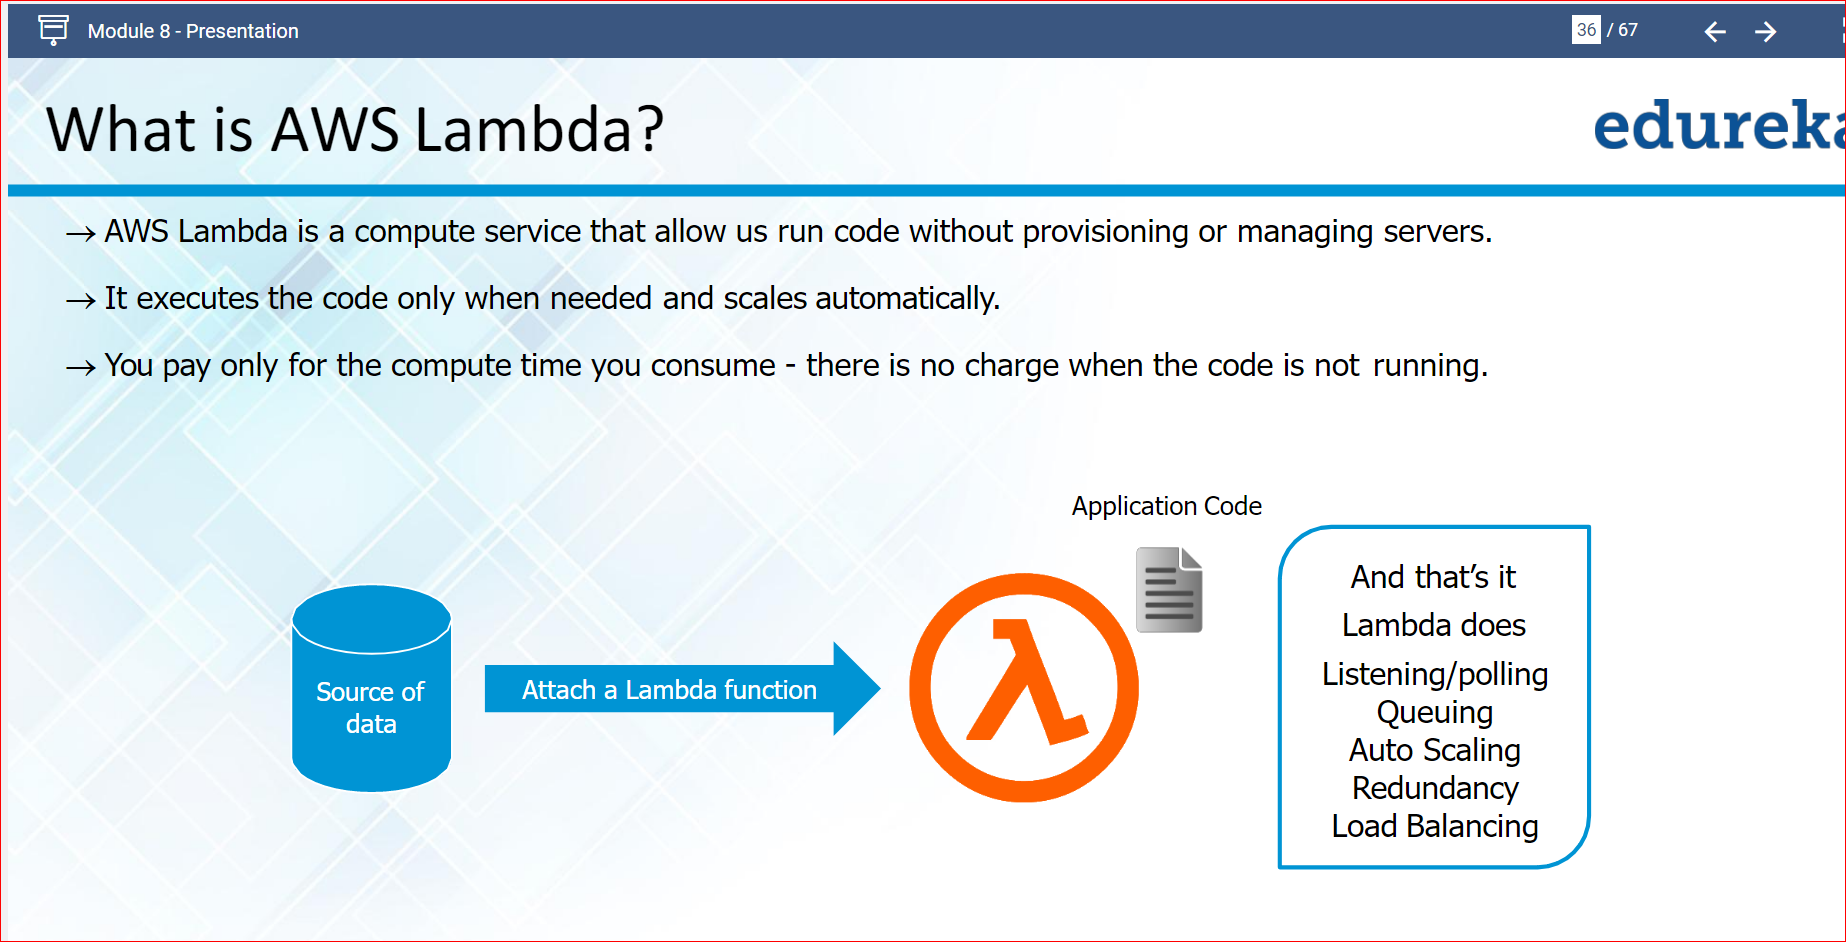 Module 8 - Presentation
36 / 67
What is AWS Lambda?
edureka
→ AWS Lambda is a compute service that allow us run code without provisioning or managing servers.
→ It executes the code only when needed and scales automatically.
→ You pay only for the compute time you consume - there is no charge when the code is not running.
Application Code
Source of
data
Attach a Lambda function
And that’s it
Lambda does
Listening/polling
Queuing
Auto Scaling
Redundancy
Load Balancing